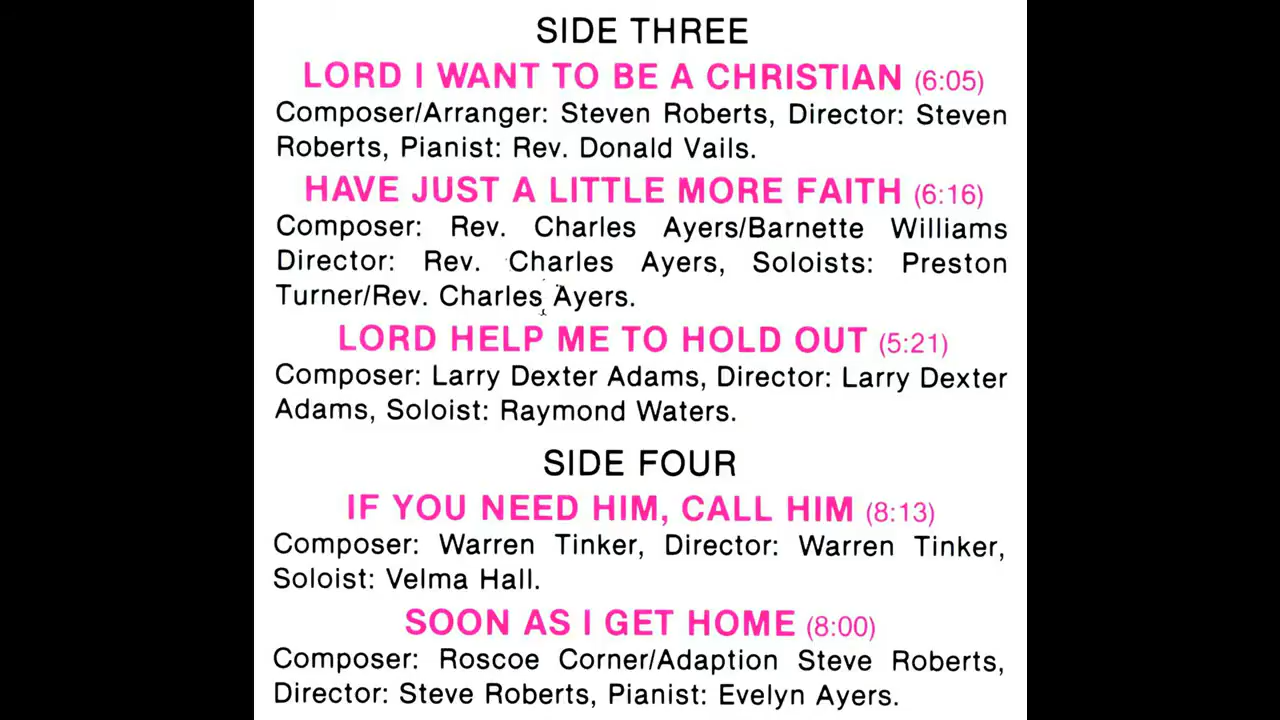 SIDE THREE
LORD I WANT TO BE A CHRISTIAN (6:05)
Composer/Arranger: Steven Roberts, Director: Steven
Roberts, Pianist: Rev. Donald Vails.
HAVE JUST A LITTLE MORE FAITH (6:16)
Composer: Rev. Charles Ayers/Barnette Williams
Director: Rev. Charles Ayers, Soloists: Preston
Turner/Rev. Charles Ayers.
LORD HELP ME TO HOLD OUT (5:21)
Composer: Larry Dexter Adams, Director: Larry Dexter
Adams, Soloist: Raymond Waters.
SIDE FOUR
IF YOU NEED HIM, CALL HIM (8:13)
Composer: Warren Tinker, Director: Warren Tinker,
Soloist: Velma Hall.
SOON AS I GET HOME (8:00)
Composer: Roscoe Corner/Adaption Steve Roberts,
Director: Steve Roberts, Pianist: Evelyn Ayers.